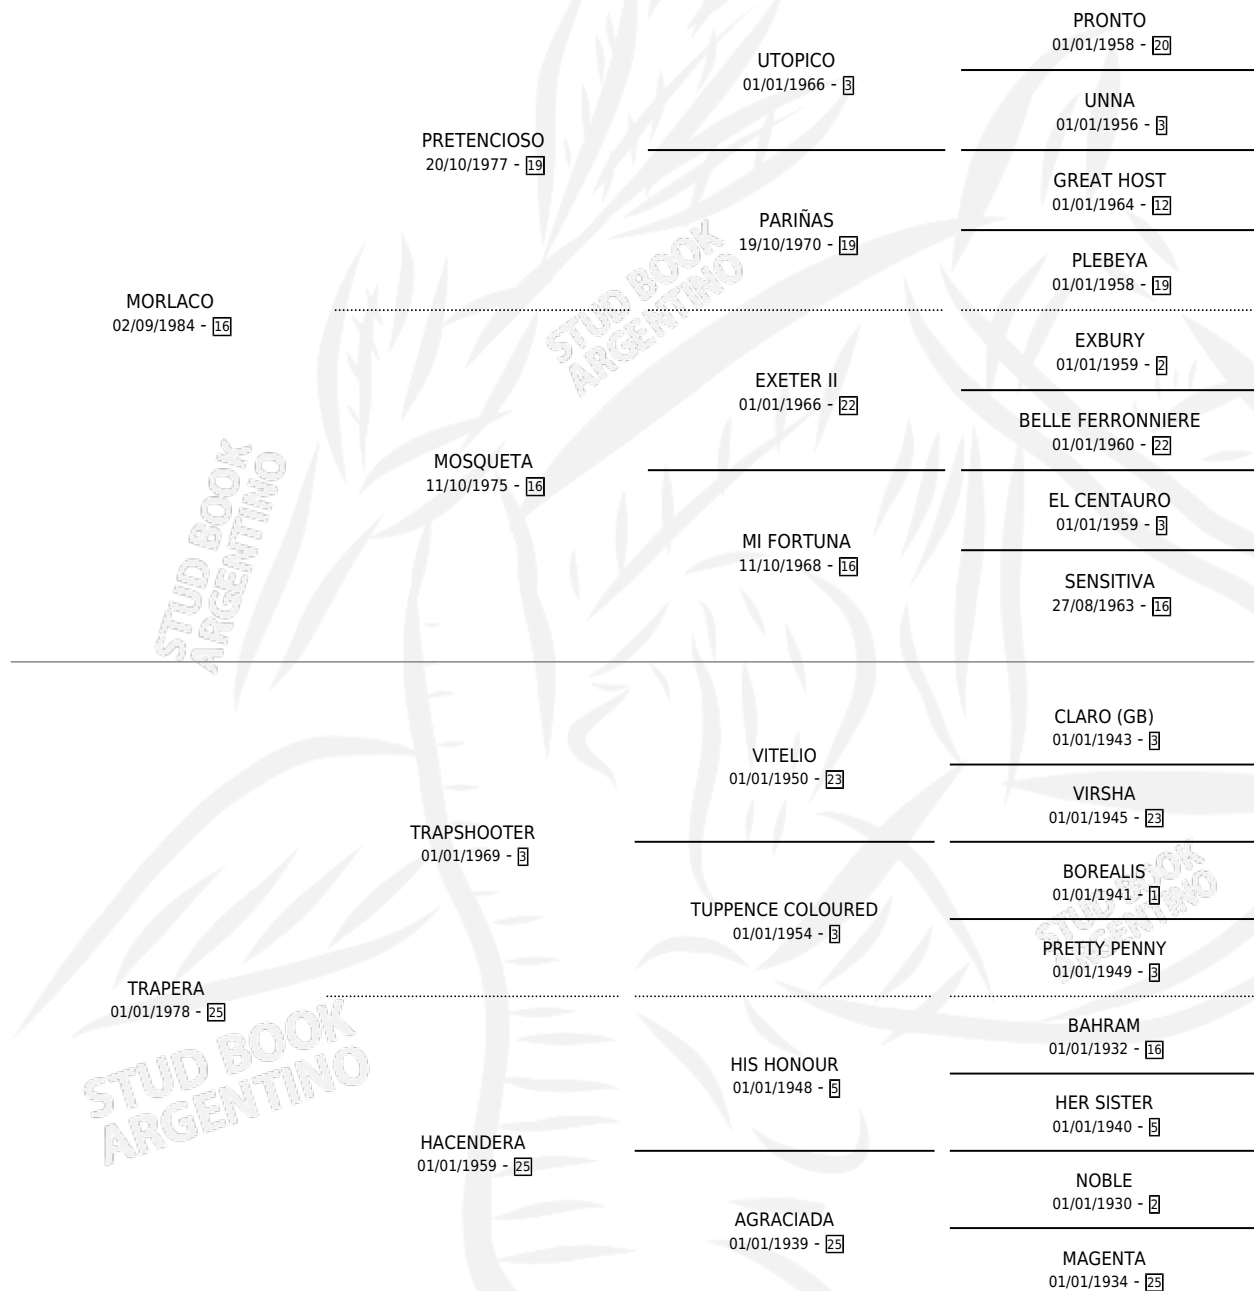 PRONTO
01/01/1958 - 20
UTOPICO
01/01/1966 - 3
UNNA
01/01/1956 - 3
PRETENCIOSO
20/10/1977 - 19
GREAT HOST
01/01/1964 - 12
PARIÑAS
19/10/1970 - 19
PLEBEYA
01/01/1958 - 19
MORLACO
02/09/1984 - 16
EXBURY
01/01/1959 - 2
EXETER II
01/01/1966 - 22
BELLE FERRONNIERE
01/01/1960 - 22
MOSQUETA
11/10/1975 - 16
EL CENTAURO
01/01/1959 - 3
MI FORTUNA
11/10/1968 - 16
SENSITIVA
27/08/1963 - 16
CLARO (GB)
01/01/1943 - 3
VITELIO
01/01/1950 - 23
VIRSHA
01/01/1945 - 23
TRAPSHOOTER
01/01/1969 - 3
BOREALIS
01/01/1941 - 1
TUPPENCE COLOURED
01/01/1954 - 3
PRETTY PENNY
01/01/1949 - 3
TRAPERA
01/01/1978 - 25
BAHRAM
01/01/1932 - 16
HIS HONOUR
01/01/1948 - 5
HER SISTER
01/01/1940 - 5
HACENDERA
01/01/1959 - 25
NOBLE
01/01/1930 - 2
AGRACIADA
01/01/1939 - 25
MAGENTA
01/01/1934 - 25
STUD BOOK
ARGENTINO
STUD BOOK
ARGENTINO
STUD BOOK
ARGENTINO
STUD BOOK
ARGENTINO